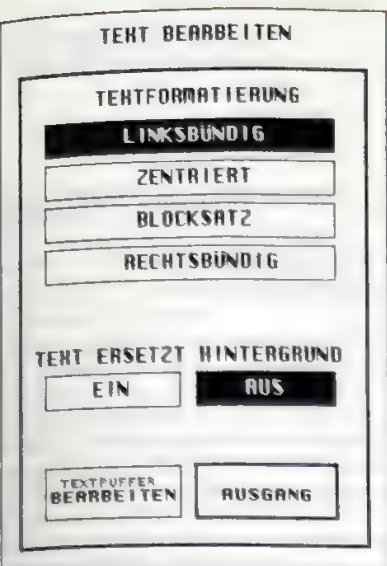 TEXT BEARBEITEN
TEXTFORMATIERUNG
LINKSBÜNDIG
ZENTRIERT
BLOCKSATZ
RECHTSBÜNDIG
TEXT ERSETZT HINTERGRUND
EIN AUS
TEXTPUFFER
BEARBEITEN AUSGANG